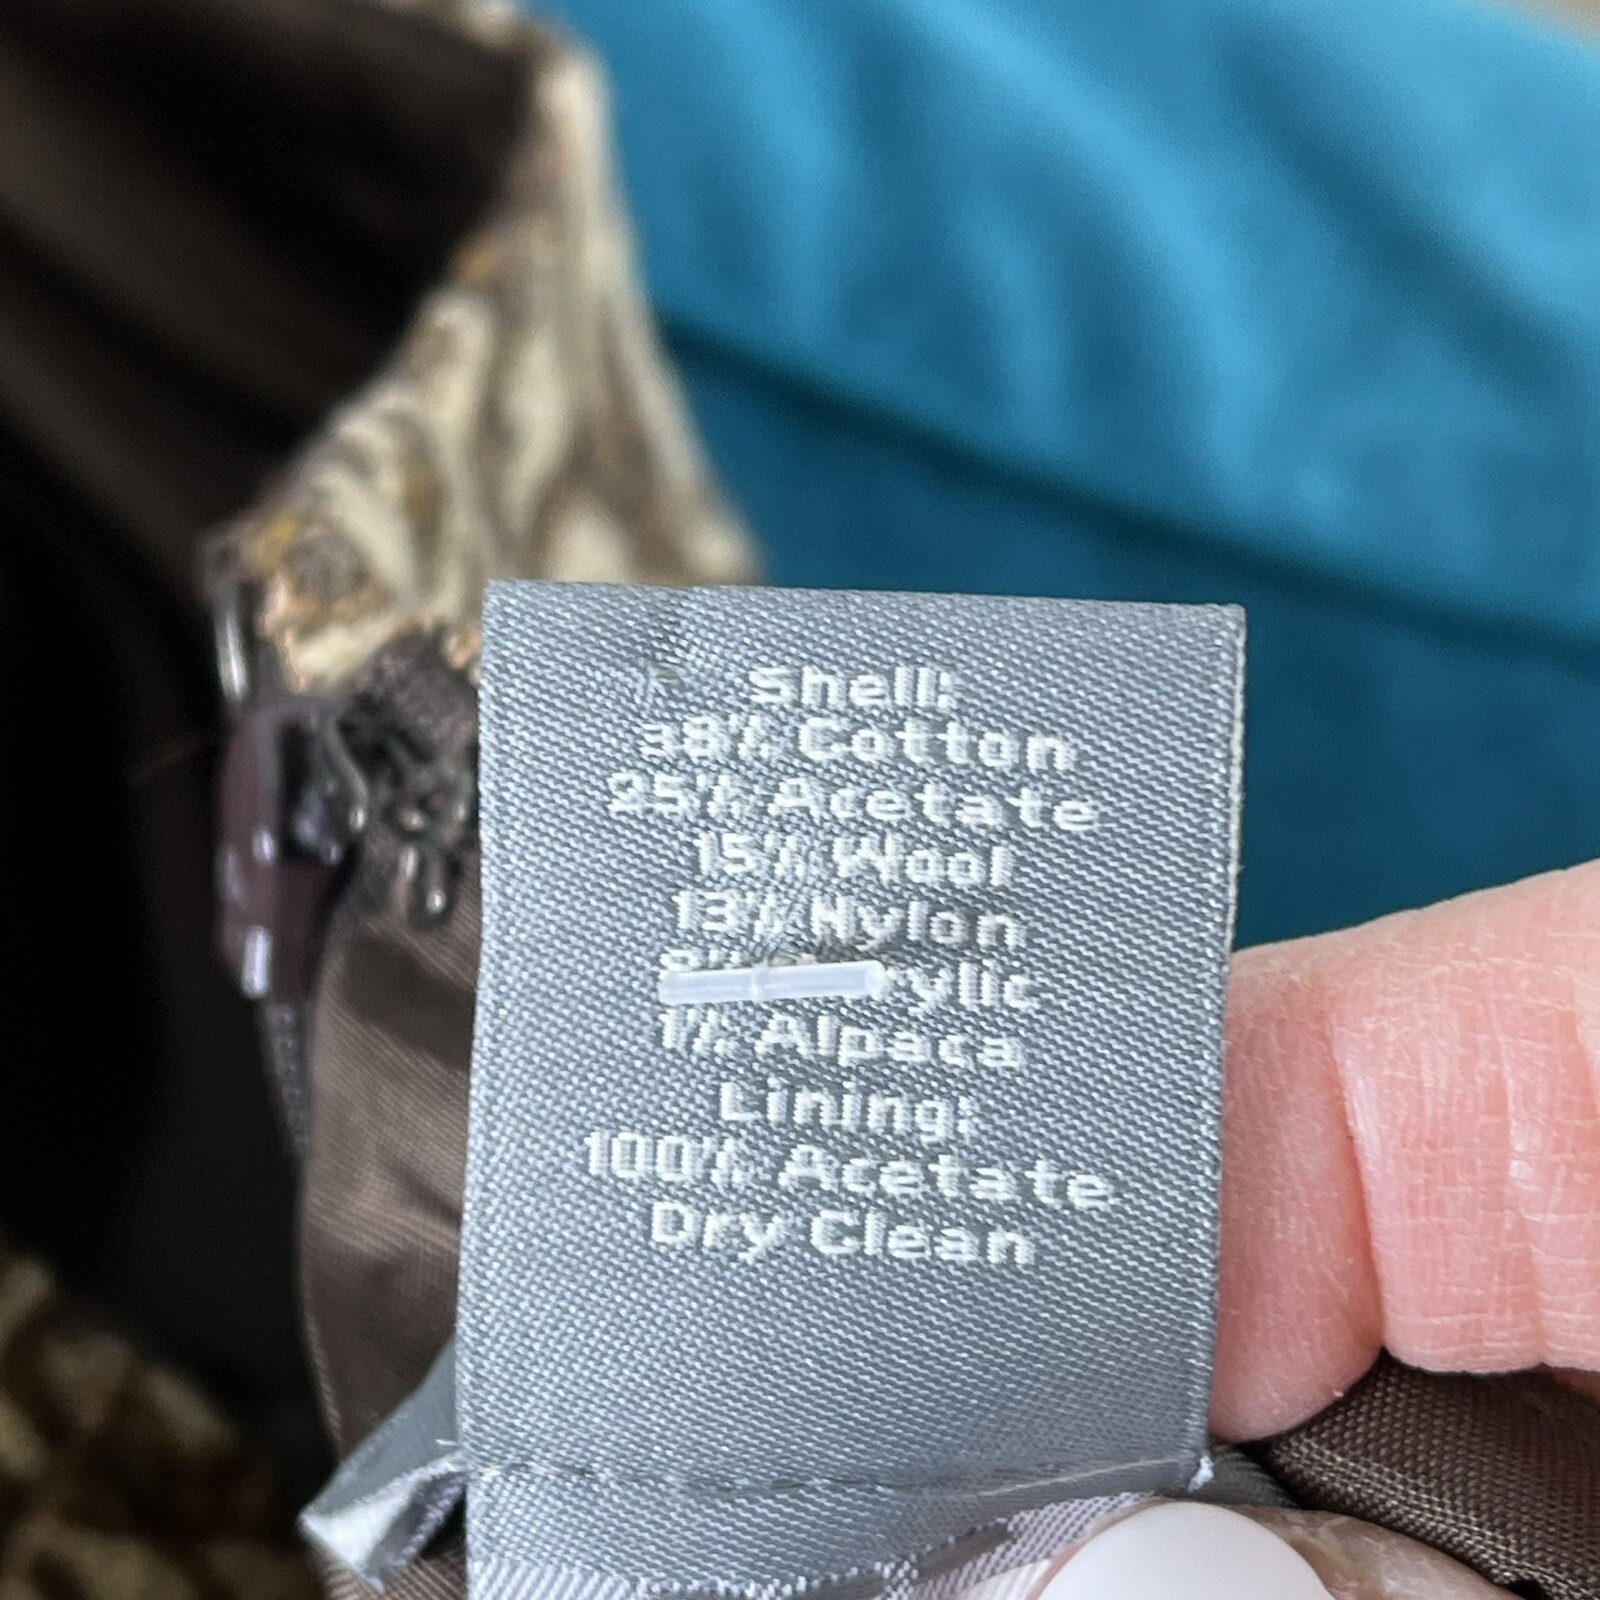 Shell:
38% Cotton
25% Acetate
15% Wool
13% Nylon
1% Alpaca
Lining:
100% Acetate
Dry Clean